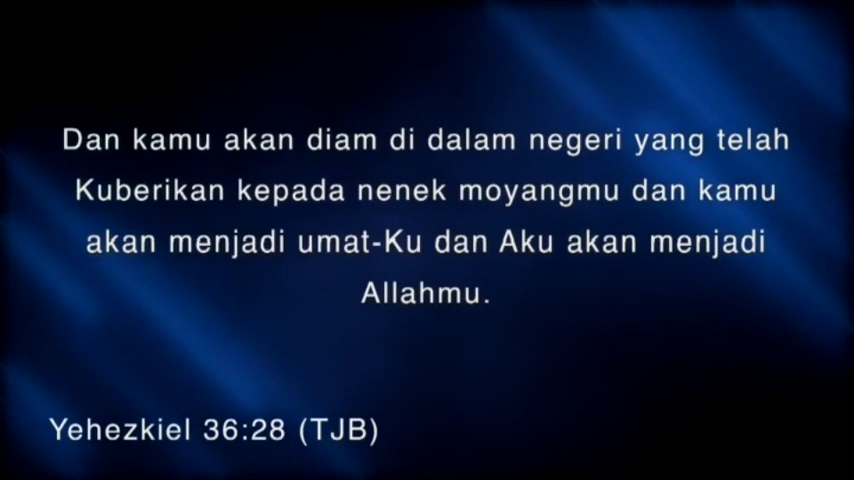 Dan kamu akan diam di dalam negeri yang telah
Kuberikan kepada nenek moyangmu dan kamu
akan menjadi umat-Ku dan Aku akan menjadi
Allahmu.
Yehezkiel 36:28 (TJB)